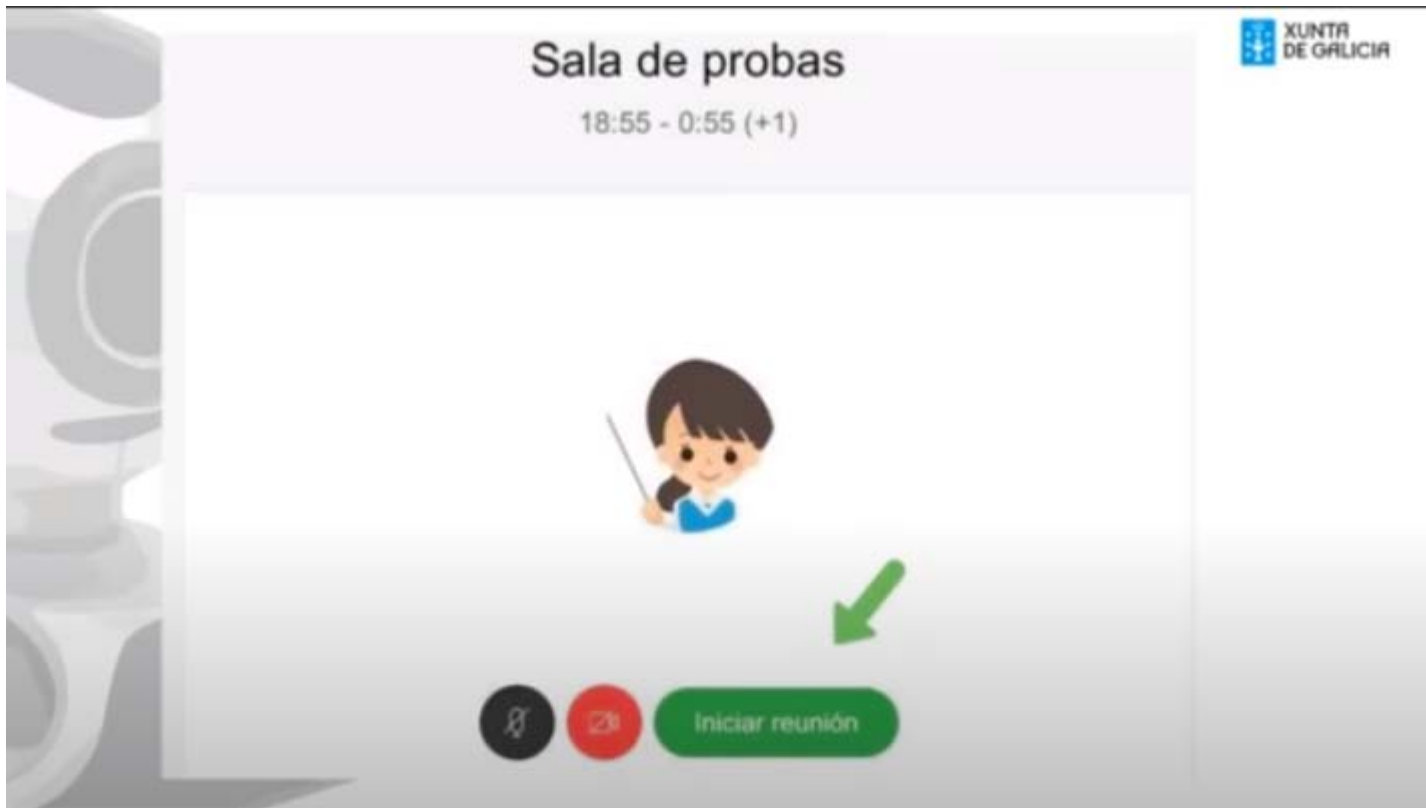 Sala de probas
XUNTA
DE GALICIA
18:55 - 0:55 (+1)
Iniciar reunión